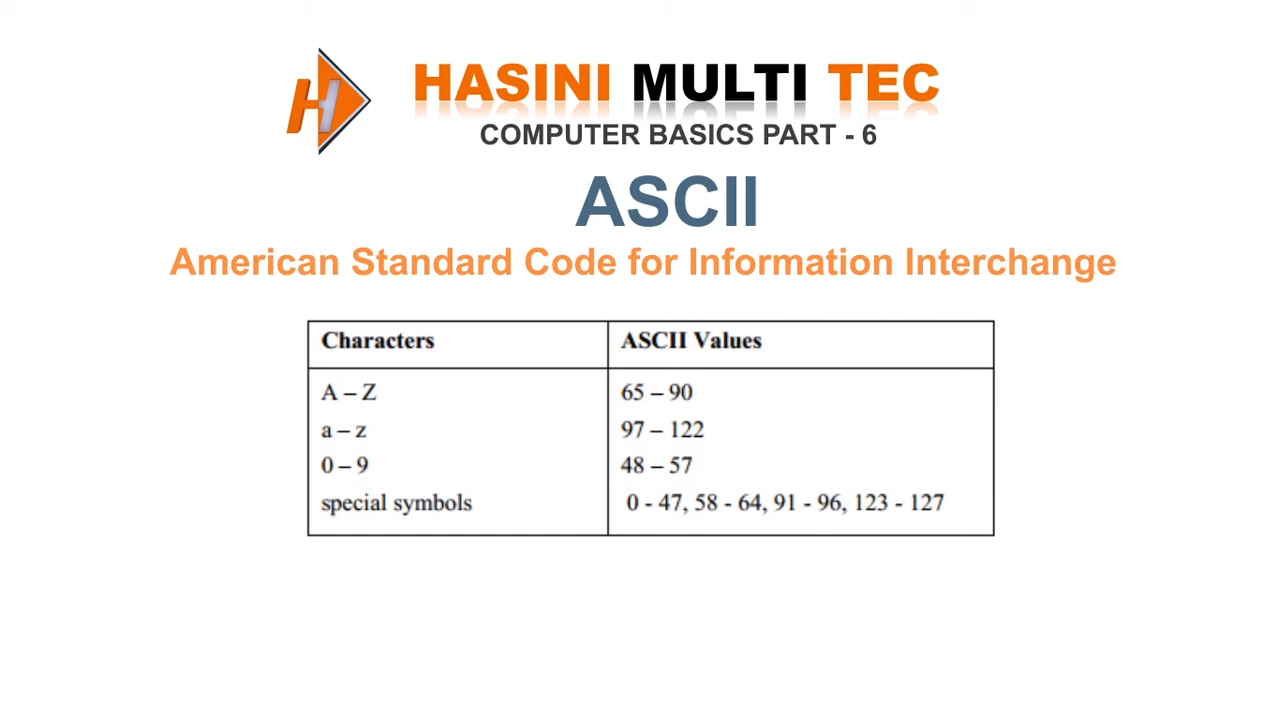 H
HASINI MULTI TEC
COMPUTER BASICS PART - 6
ASCII
American Standard Code for Information Interchange
Characters ASCII Values
A – Z 65 – 90
a – z 97 – 122
0 – 9 48 – 57
special symbols 0 - 47, 58 - 64, 91 - 96, 123 - 127